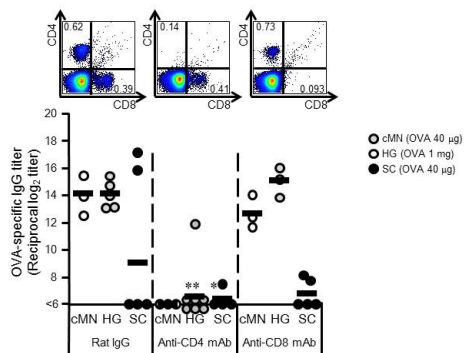 0.62
0.39
CD4
CD8
0.14
0.41
CD4
CD8
0.73
0.093
CD4
CD8
OVA-specific IgG titer
(Reciprocal log2 titer)
20
18
16
14
12
10
8
<6
cMN HG SC cMN HG SC cMN HG SC
** *
Rat IgG Anti-CD4 mAb Anti-CD8 mAb
cMN (OVA 40 μg)
HG (OVA 1 mg)
SC (OVA 40 μg)